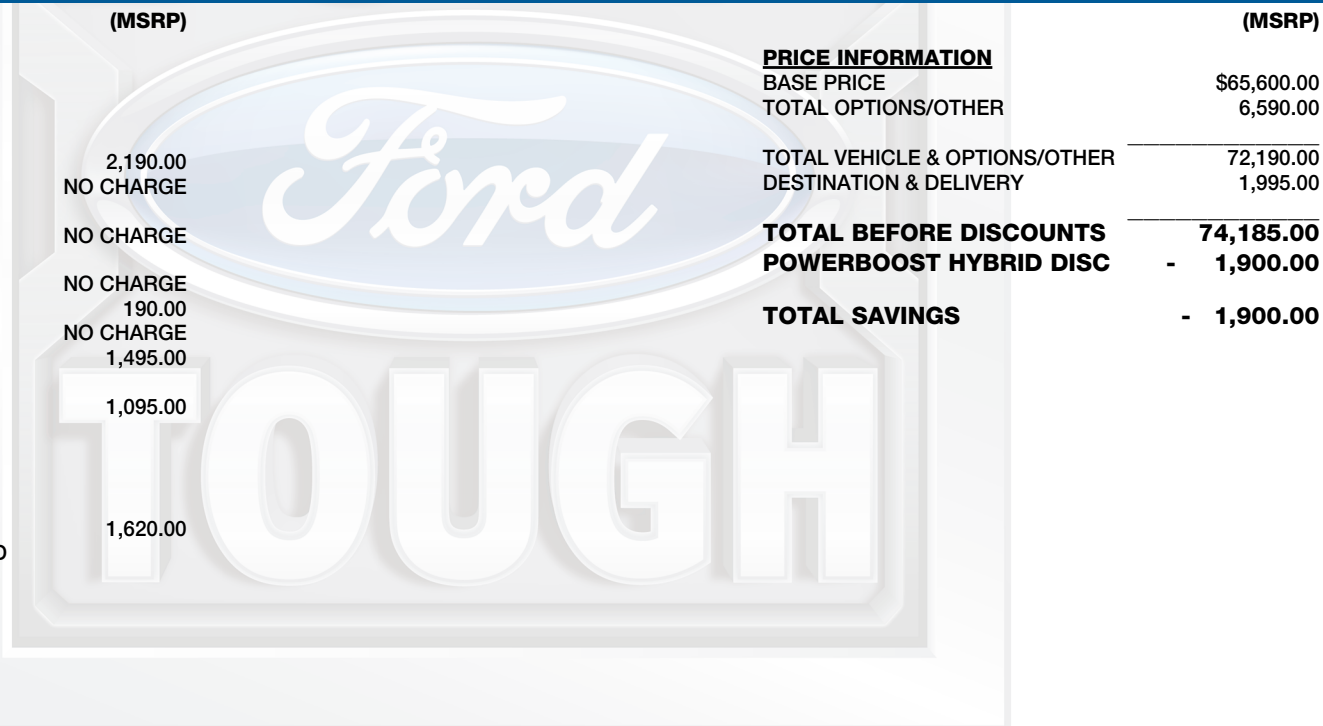 (MSRP)
2,190.00
NO CHARGE
NO CHARGE
NO CHARGE
190.00
NO CHARGE
1,495.00
1,095.00
1,620.00
(MSRP)
PRICE INFORMATION
BASE PRICE $65,600.00
TOTAL OPTIONS/OTHER 6,590.00
TOTAL VEHICLE & OPTIONS/OTHER 72,190.00
DESTINATION & DELIVERY 1,995.00
TOTAL BEFORE DISCOUNTS 74,185.00
POWERBOOST HYBRID DISC - 1,900.00
TOTAL SAVINGS - 1,900.00
Ford
TOUGH